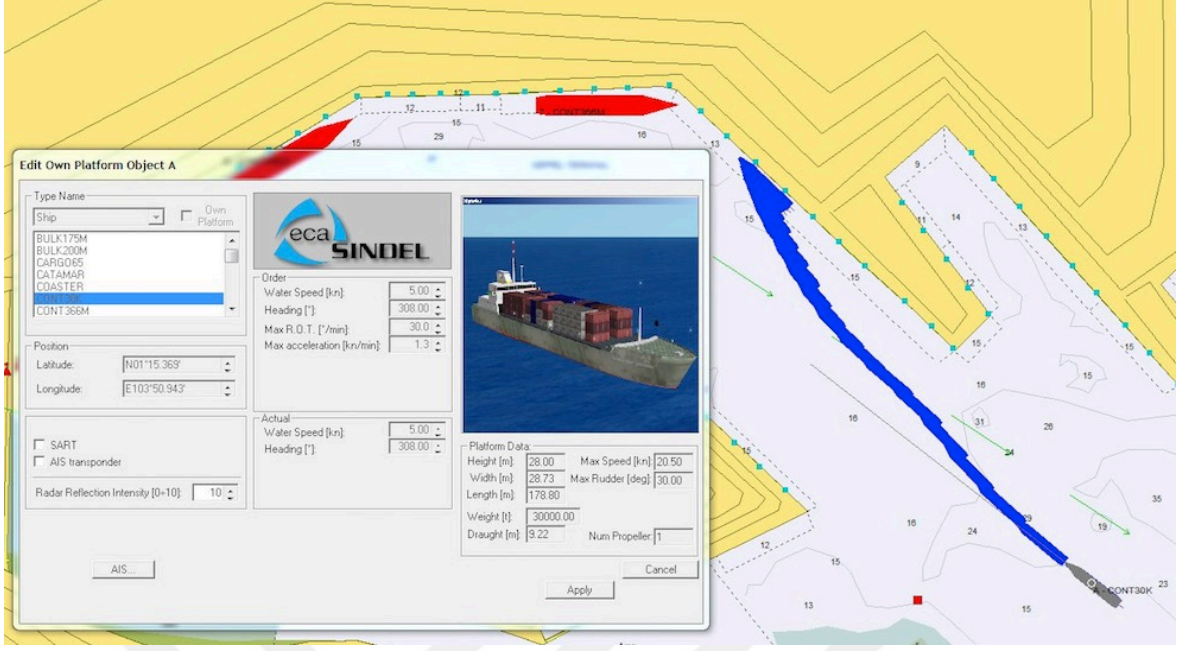 12
12
11
7 - CONT366M
15
15
29
16
13
Edit Own Platform Object A
Type Name
Ship
Own
Platform
BULK175M
BULK200M
CARGO65
CATAMAR
COASTER
CONT30K
CONT366M
Position
Latitude:
N01°15.369'
Longitude:
E103°50.943'
SART
AIS transponder
Radar Reflection Intensity [0÷10]:
10
AIS...
eca
SINDEL
Order
Water Speed [kn]:
5.00
Heading [°]:
308.00
Max R.O.T. [°/min]:
30.0
Max acceleration [kn/min]:
1.3
Actual
Water Speed [kn]:
5.00
Heading [°]:
308.00
Platform Data:
Height [m]:
28.00
Max Speed [kn]:
20.50
Width [m]:
28.73
Max Rudder [deg]:
30.00
Length [m]:
178.80
Weight [t]:
30000.00
Draught [m]:
9.22
Num Propeller:
1
Cancel
Apply
9
11
14
13
15
15
12
15
15
16
15
16
31
26
24
15
35
29
16
24
19
12
15
23
A - CONT30K
13
15